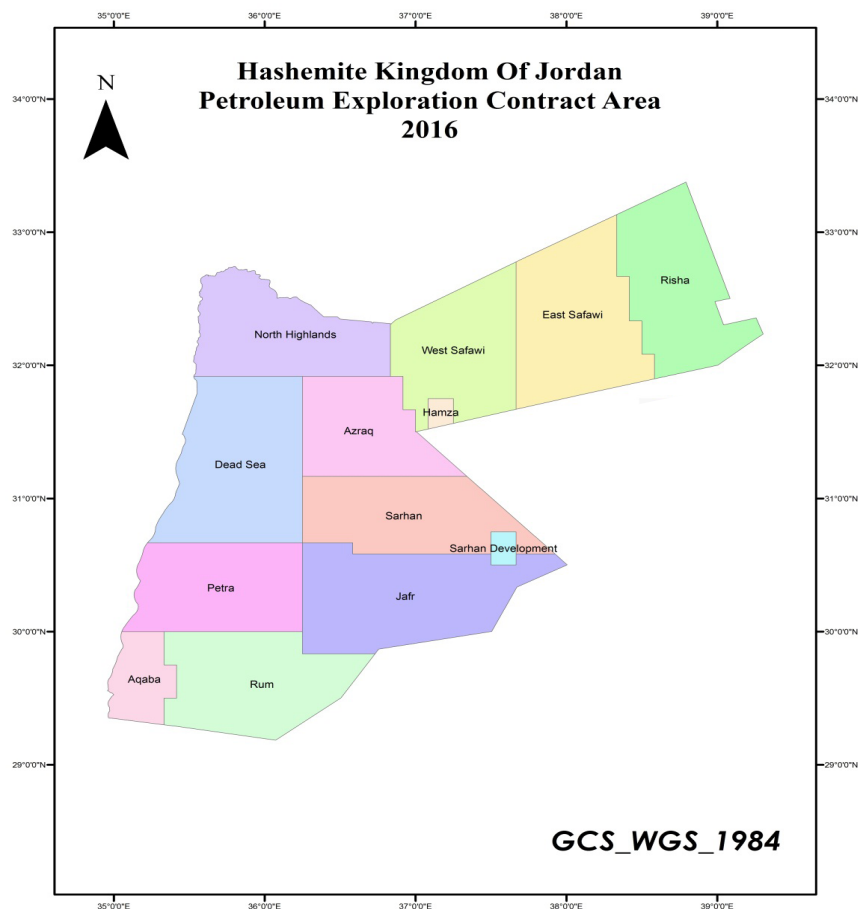 35°0'0"E 36°0'0"E 37°0'0"E 38°0'0"E 39°0'0"E
Hashemite Kingdom Of Jordan
Petroleum Exploration Contract Area
2016
N
34°0'0"N 34°0'0"N
33°0'0"N 33°0'0"N
Risha
East Safawi
North Highlands
West Safawi
32°0'0"N 32°0'0"N
Hamza
Azraq
Dead Sea
31°0'0"N 31°0'0"N
Sarhan
Sarhan Development
Petra
Jafr
30°0'0"N 30°0'0"N
Aqaba
Rum
29°0'0"N 29°0'0"N
GCS_WGS_1984
35°0'0"E 36°0'0"E 37°0'0"E 38°0'0"E 39°0'0"E